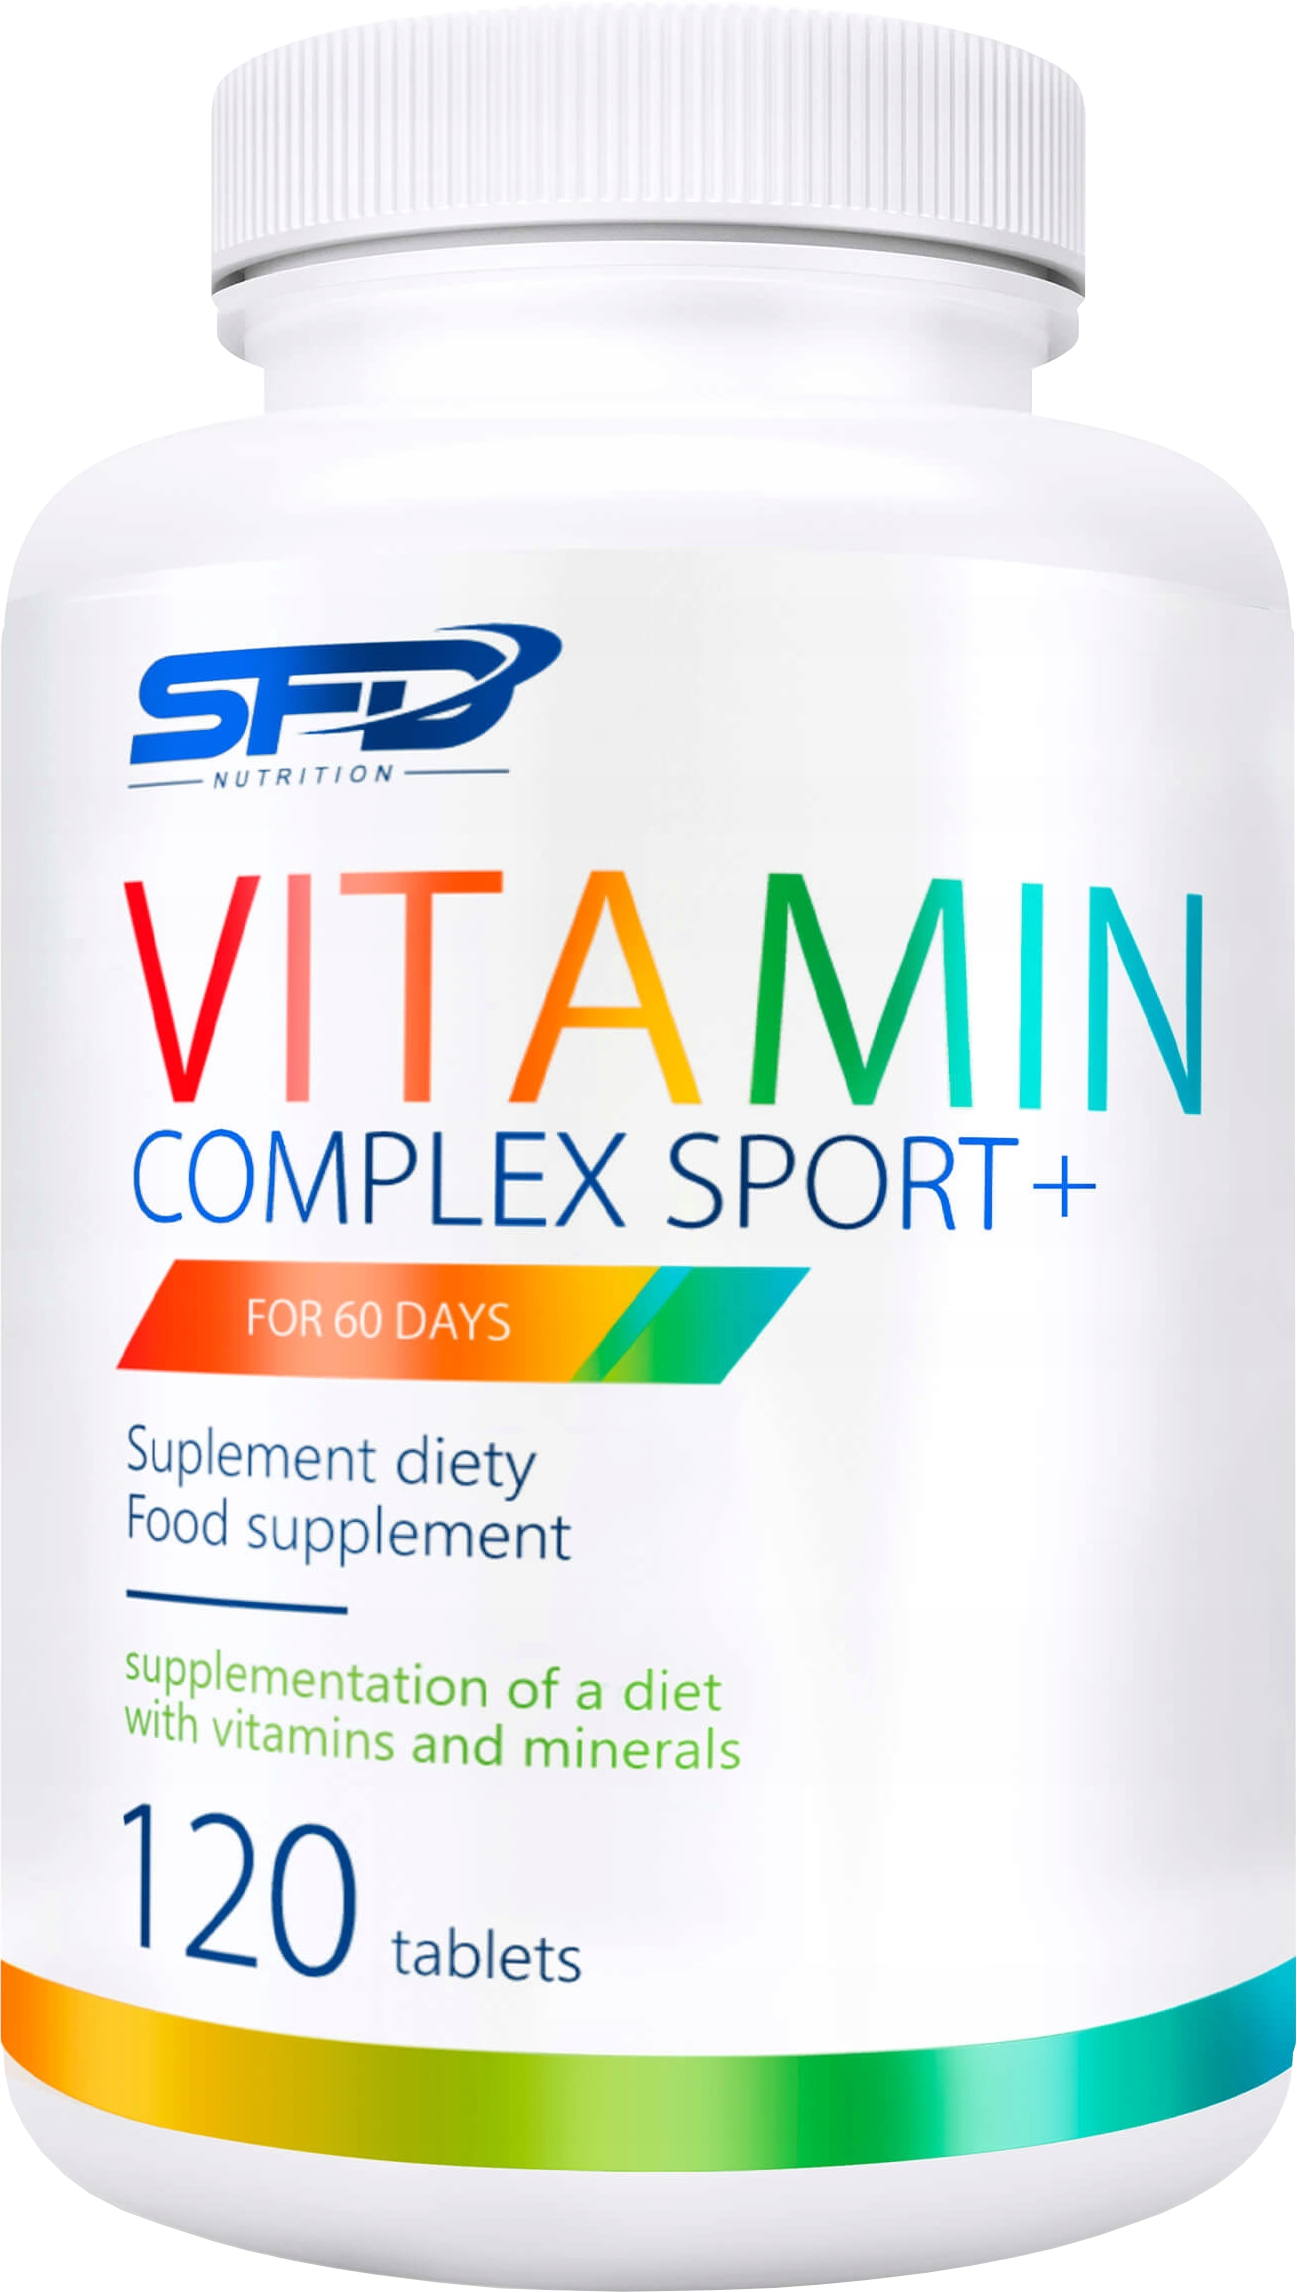 SFD
NUTRITION
VITAMIN
COMPLEX SPORT+
FOR 60 DAYS
Suplement diety
Food supplement
supplementation of a diet
with vitamins and minerals
120 tablets